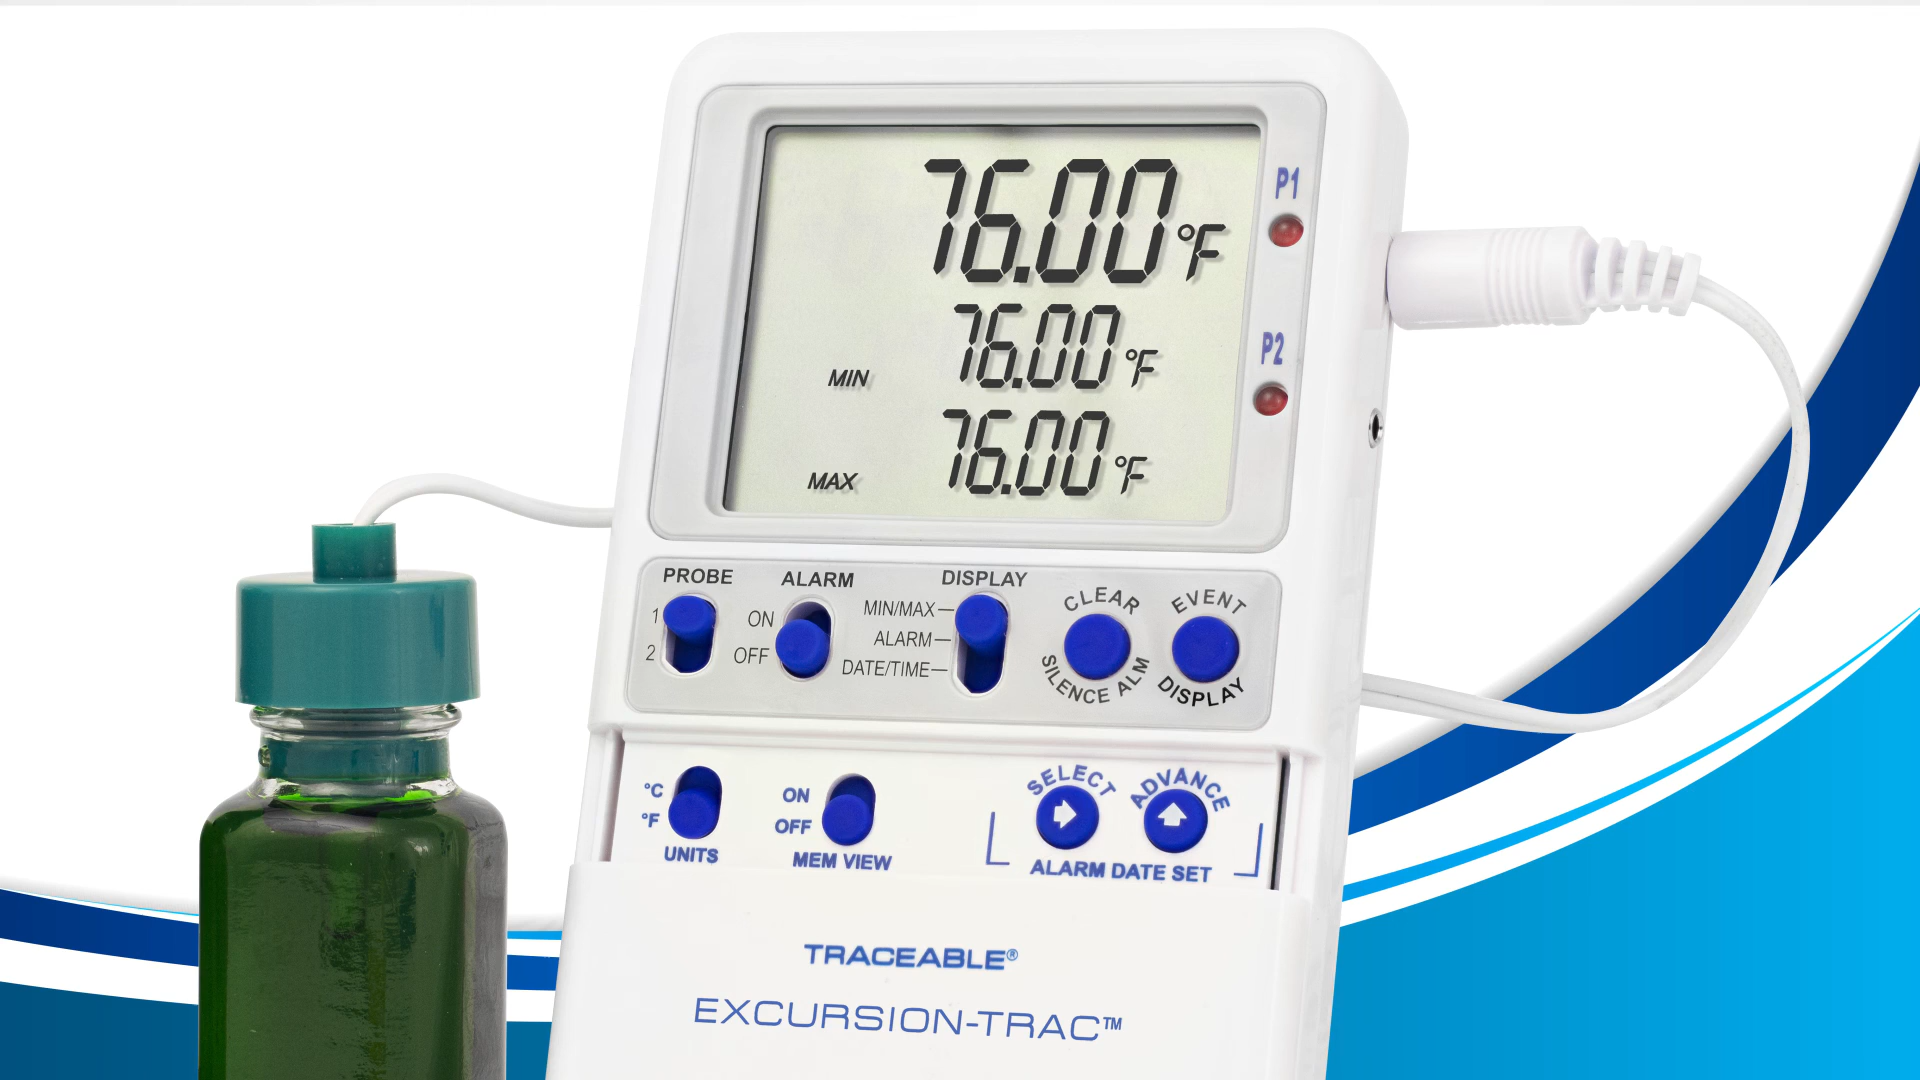 76.00 °F
P1
MIN 76.00 °F
P2
MAX 76.00 °F
PROBE ALARM DISPLAY
1
2
ON
OFF
MIN/MAX
ALARM
DATE/TIME
CLEAR
SILENCE ALM
EVENT
DISPLAY
°C
°F
UNITS
ON
OFF
MEM VIEW
SELECT ADVANCE
ALARM DATE SET
TRACEABLE®
EXCURSION-TRAC™